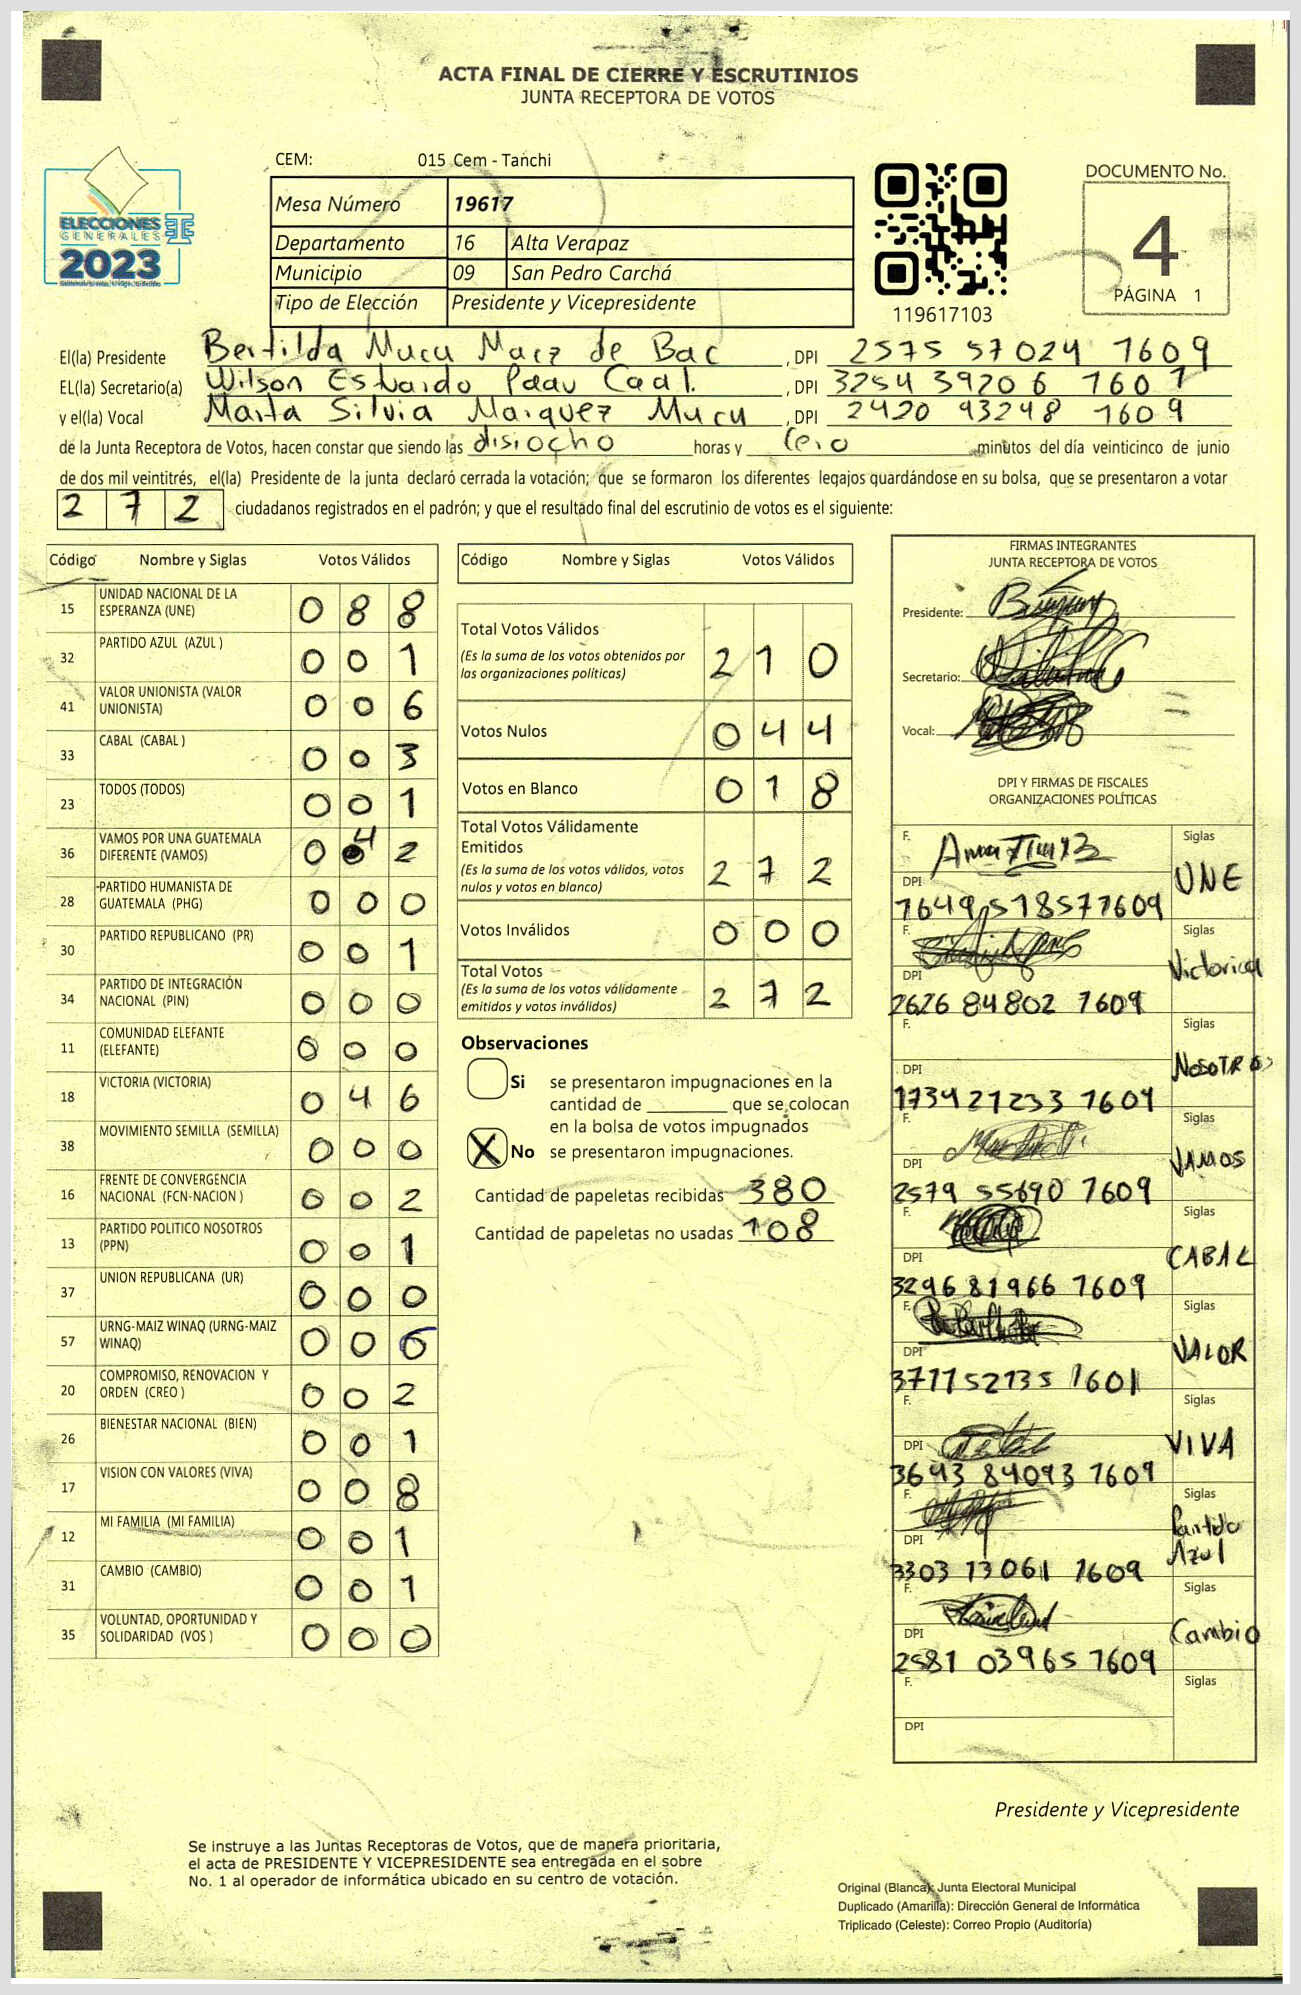 ACTA FINAL DE CIERRE Y ESCRUTINIOS
JUNTA RECEPTORA DE VOTOS
ELECCIONES
GENERALES
2023
CEM: 015 Cem - Tanchi
Mesa Número 19617
Departamento 16 Alta Verapaz
Municipio 09 San Pedro Carchá
Tipo de Elección Presidente y Vicepresidente
119617103
DOCUMENTO No.
4
PÁGINA 1
El(la) Presidente Bertilda Mucu Macz de Bac , DPI 2575 57024 1609
EL(la) Secretario(a) Wilson Estuardo Paau Caal. , DPI 3254 39206 1607
y el(la) Vocal Marta Silvia Marquez Mucu , DPI 2420 93248 1609
de la Junta Receptora de Votos, hacen constar que siendo las disiocho horas y Cero minutos del día veinticinco de junio
de dos mil veintitrés, el(la) Presidente de la junta declaró cerrada la votación; que se formaron los diferentes legajos guardándose en su bolsa, que se presentaron a votar
2 7 2 ciudadanos registrados en el padrón; y que el resultado final del escrutinio de votos es el siguiente:
Código Nombre y Siglas Votos Válidos
15 UNIDAD NACIONAL DE LA ESPERANZA (UNE) 0 8 8
32 PARTIDO AZUL (AZUL ) 0 0 1
41 VALOR UNIONISTA (VALOR UNIONISTA) 0 0 6
33 CABAL (CABAL ) 0 0 3
23 TODOS (TODOS) 0 0 1
36 VAMOS POR UNA GUATEMALA DIFERENTE (VAMOS) 0 4 2
28 PARTIDO HUMANISTA DE GUATEMALA (PHG) 0 0 0
30 PARTIDO REPUBLICANO (PR) 0 0 1
34 PARTIDO DE INTEGRACIÓN NACIONAL (PIN) 0 0 0
11 COMUNIDAD ELEFANTE (ELEFANTE) 0 0 0
18 VICTORIA (VICTORIA) 0 4 6
38 MOVIMIENTO SEMILLA (SEMILLA) 0 0 0
16 FRENTE DE CONVERGENCIA NACIONAL (FCN-NACION ) 0 0 2
13 PARTIDO POLITICO NOSOTROS (PPN) 0 0 1
37 UNION REPUBLICANA (UR) 0 0 0
57 URNG-MAIZ WINAQ (URNG-MAIZ WINAQ) 0 0 6
20 COMPROMISO, RENOVACION Y ORDEN (CREO ) 0 0 2
26 BIENESTAR NACIONAL (BIEN) 0 0 1
17 VISION CON VALORES (VIVA) 0 0 8
12 MI FAMILIA (MI FAMILIA) 0 0 1
31 CAMBIO (CAMBIO) 0 0 1
35 VOLUNTAD, OPORTUNIDAD Y SOLIDARIDAD (VOS ) 0 0 0
Código Nombre y Siglas Votos Válidos
Total Votos Válidos
(Es la suma de los votos obtenidos por
las organizaciones políticas) 2 1 0
Votos Nulos 0 4 4
Votos en Blanco 0 1 8
Total Votos Válidamente
Emitidos
(Es la suma de los votos válidos, votos
nulos y votos en blanco) 2 7 2
Votos Inválidos 0 0 0
Total Votos
(Es la suma de los votos válidamente
emitidos y votos inválidos) 2 7 2
Observaciones
Si se presentaron impugnaciones en la
cantidad de ________ que se colocan
en la bolsa de votos impugnados
X No se presentaron impugnaciones.
Cantidad de papeletas recibidas 380
Cantidad de papeletas no usadas 108
FIRMAS INTEGRANTES
JUNTA RECEPTORA DE VOTOS
Presidente:
Secretario:
Vocal:
DPI Y FIRMAS DE FISCALES
ORGANIZACIONES POLÍTICAS
F. Siglas UNE
DPI 1649 51857 1609
F. Siglas Victoria
DPI 2626 84802 1609
F. Siglas NOSOTROS
DPI 1734 21233 1609
F. Siglas VAMOS
DPI 2579 55690 1609
F. Siglas CABAL
DPI 3296 81966 1609
F. Siglas VALOR
DPI 3711 52135 1601
F. Siglas VIVA
DPI 3643 84093 1609
F. Siglas Partido Azul
DPI 3303 13061 1609
F. Siglas Cambio
DPI 2581 03965 1609
F. Siglas
DPI
Presidente y Vicepresidente
Se instruye a las Juntas Receptoras de Votos, que de manera prioritaria,
el acta de PRESIDENTE Y VICEPRESIDENTE sea entregada en el sobre
No. 1 al operador de informática ubicado en su centro de votación.
Original (Blanca): Junta Electoral Municipal
Duplicado (Amarilla): Dirección General de Informática
Triplicado (Celeste): Correo Propio (Auditoría)